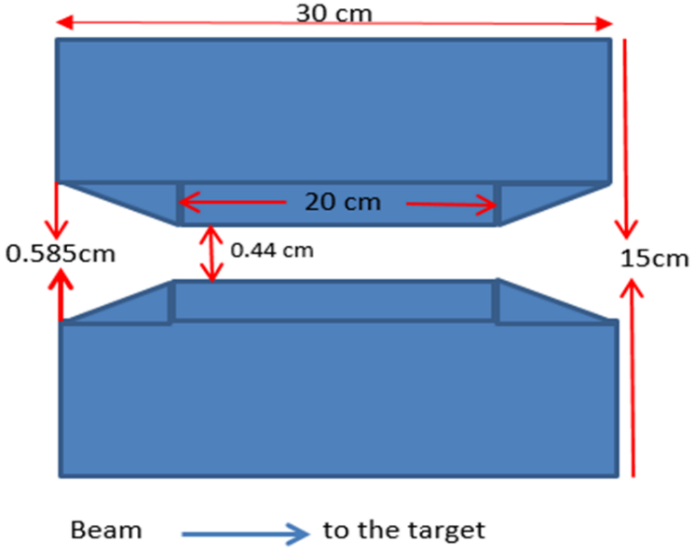 30 cm
20 cm
0.44 cm
0.585cm
15cm
Beam to the target